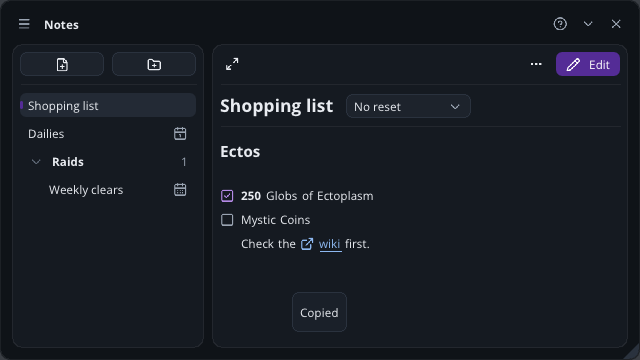 Notes
Edit
Shopping list
Dailies
Raids 1
Weekly clears
Shopping list No reset
Ectos
250 Globs of Ectoplasm
Mystic Coins
Check the wiki first.
Copied